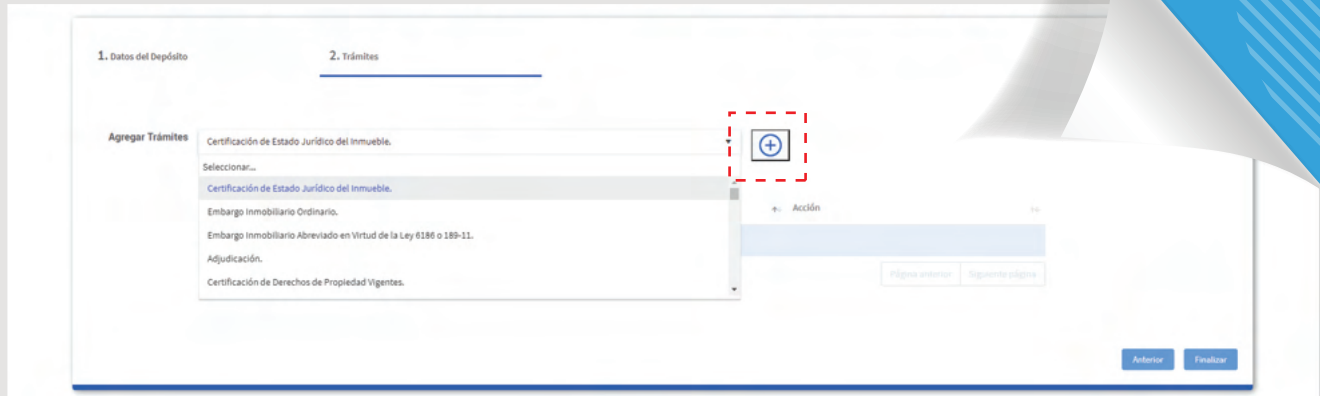 1. Datos del Depósito
2. Trámites
Agregar Trámites
Certificación de Estado Jurídico del Inmueble.
Seleccionar...
Certificación de Estado Jurídico del Inmueble.
Embargo Inmobiliario Ordinario.
Embargo Inmobiliario Abreviado en Virtud de la Ley 6186 o 189-11.
Adjudicación.
Certificación de Derechos de Propiedad Vigentes.
Acción
Página anterior Siguiente página
Anterior Finalizar